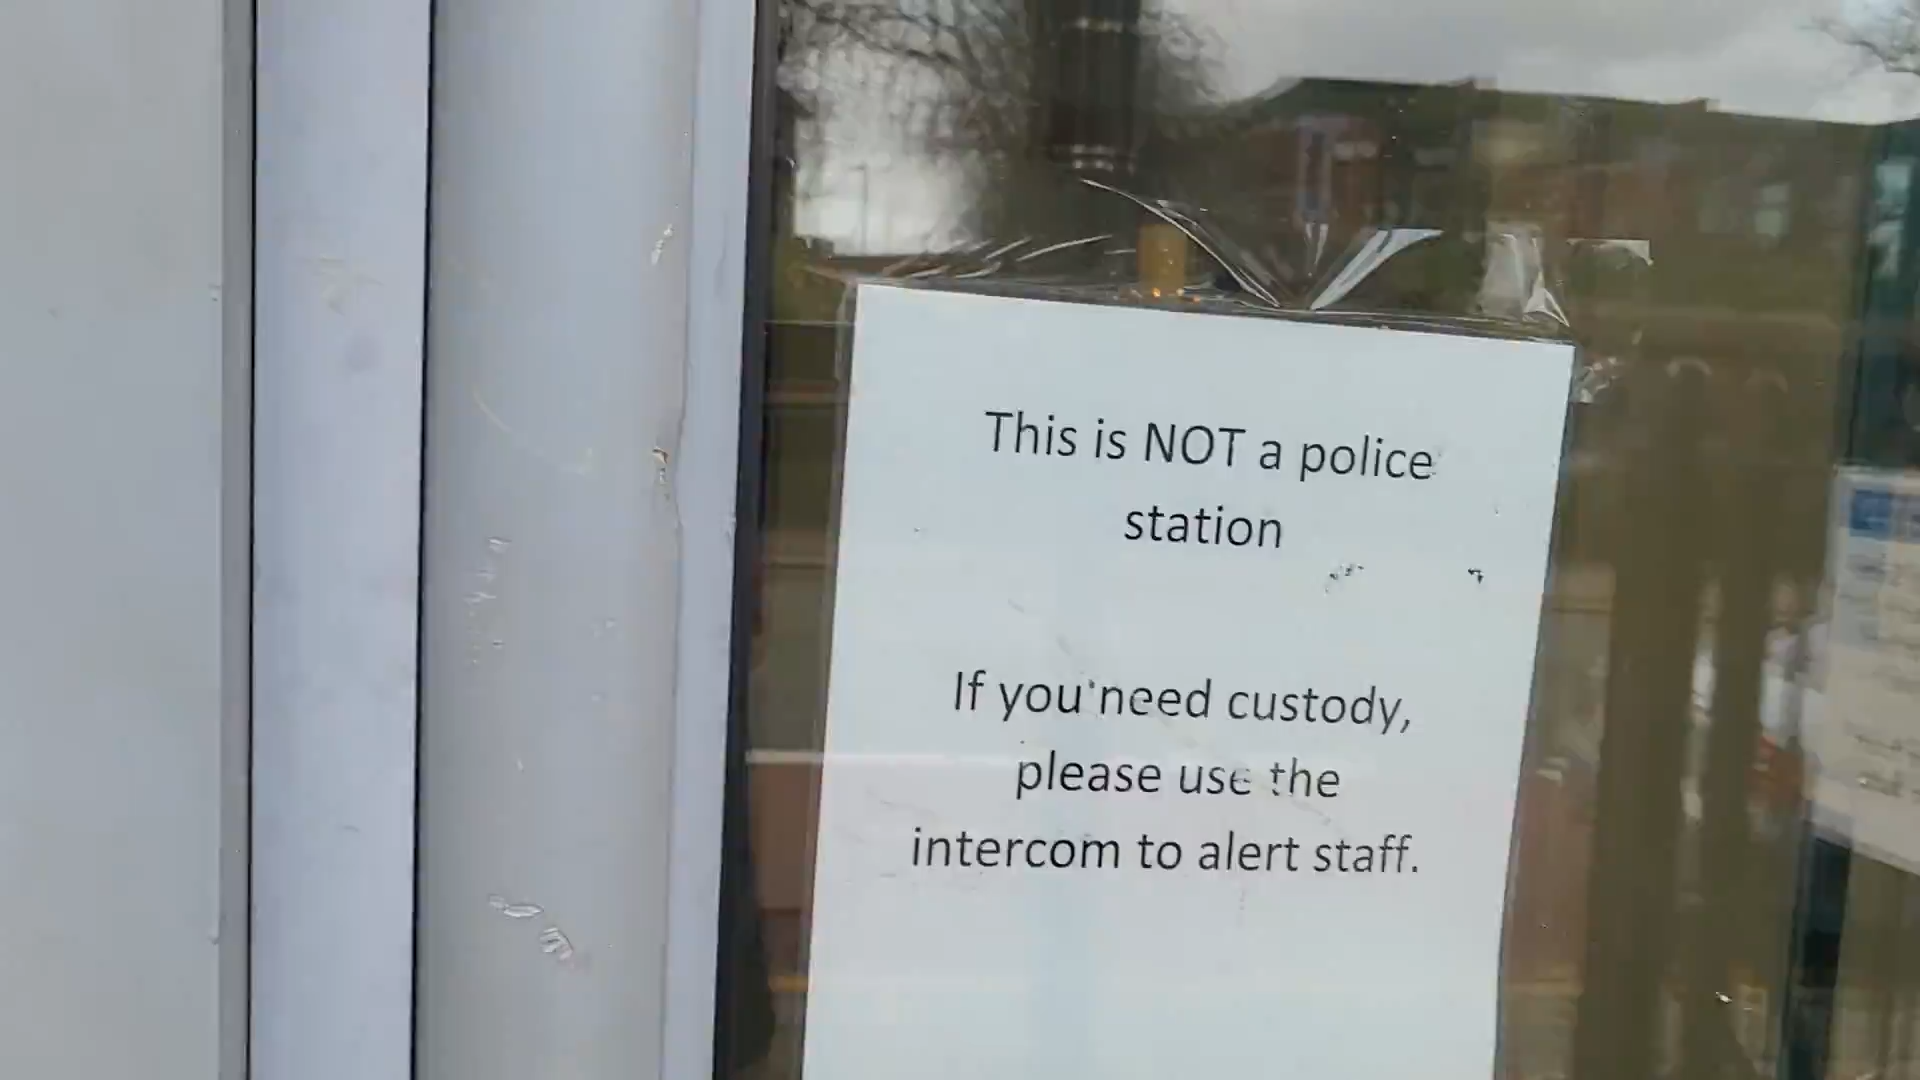 This is NOT a police
station
If you need custody,
please use the
intercom to alert staff.